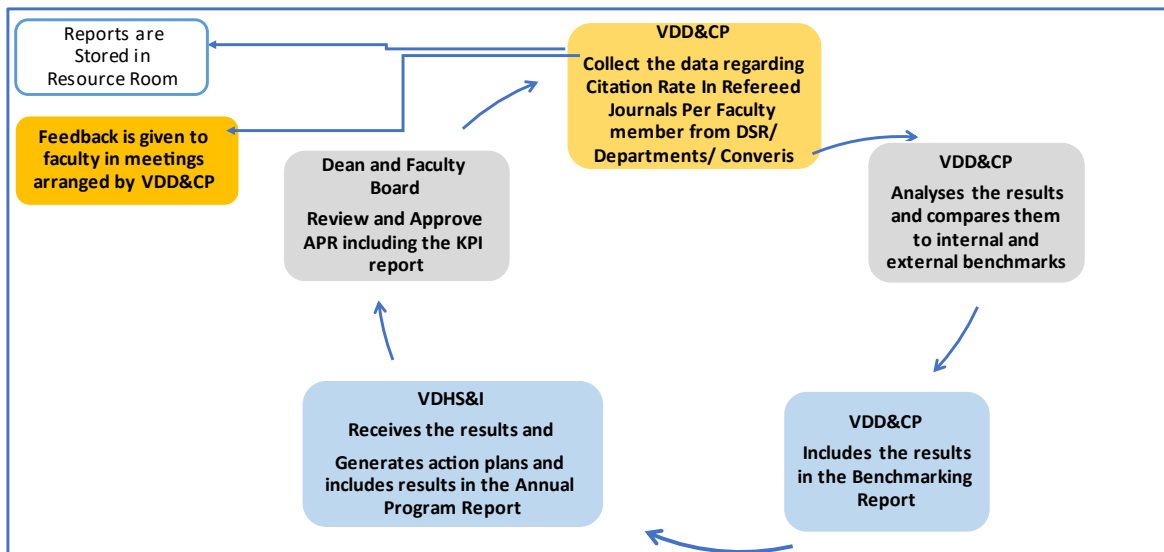 Reports are
Stored in
Resource Room
Feedback is given to
faculty in meetings
arranged by VDD&CP
VDD&CP
Collect the data regarding
Citation Rate In Refereed
Journals Per Faculty
member from DSR/
Departments/ Converis
VDD&CP
Analyses the results
and compares them
to internal and
external benchmarks
VDD&CP
Includes the results
in the Benchmarking
Report
VDHS&I
Receives the results and
Generates action plans and
includes results in the Annual
Program Report
Dean and Faculty
Board
Review and Approve
APR including the KPI
report